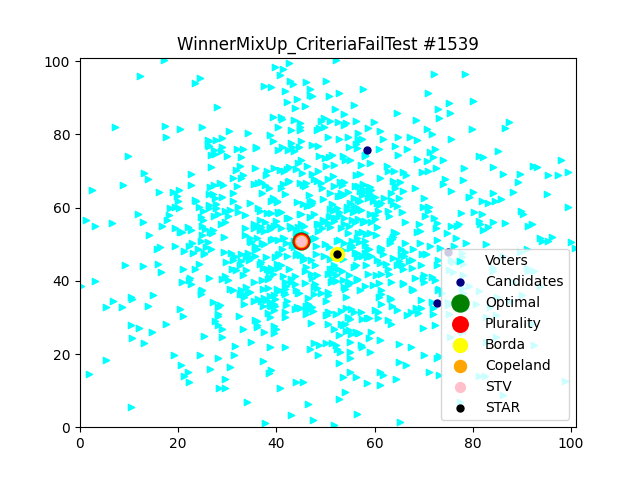 WinnerMixUp_CriteriaFailTest #1539
100
80
60
40
20
0
0
20
40
60
80
100
Voters
Candidates
Optimal
Plurality
Borda
Copeland
STV
STAR